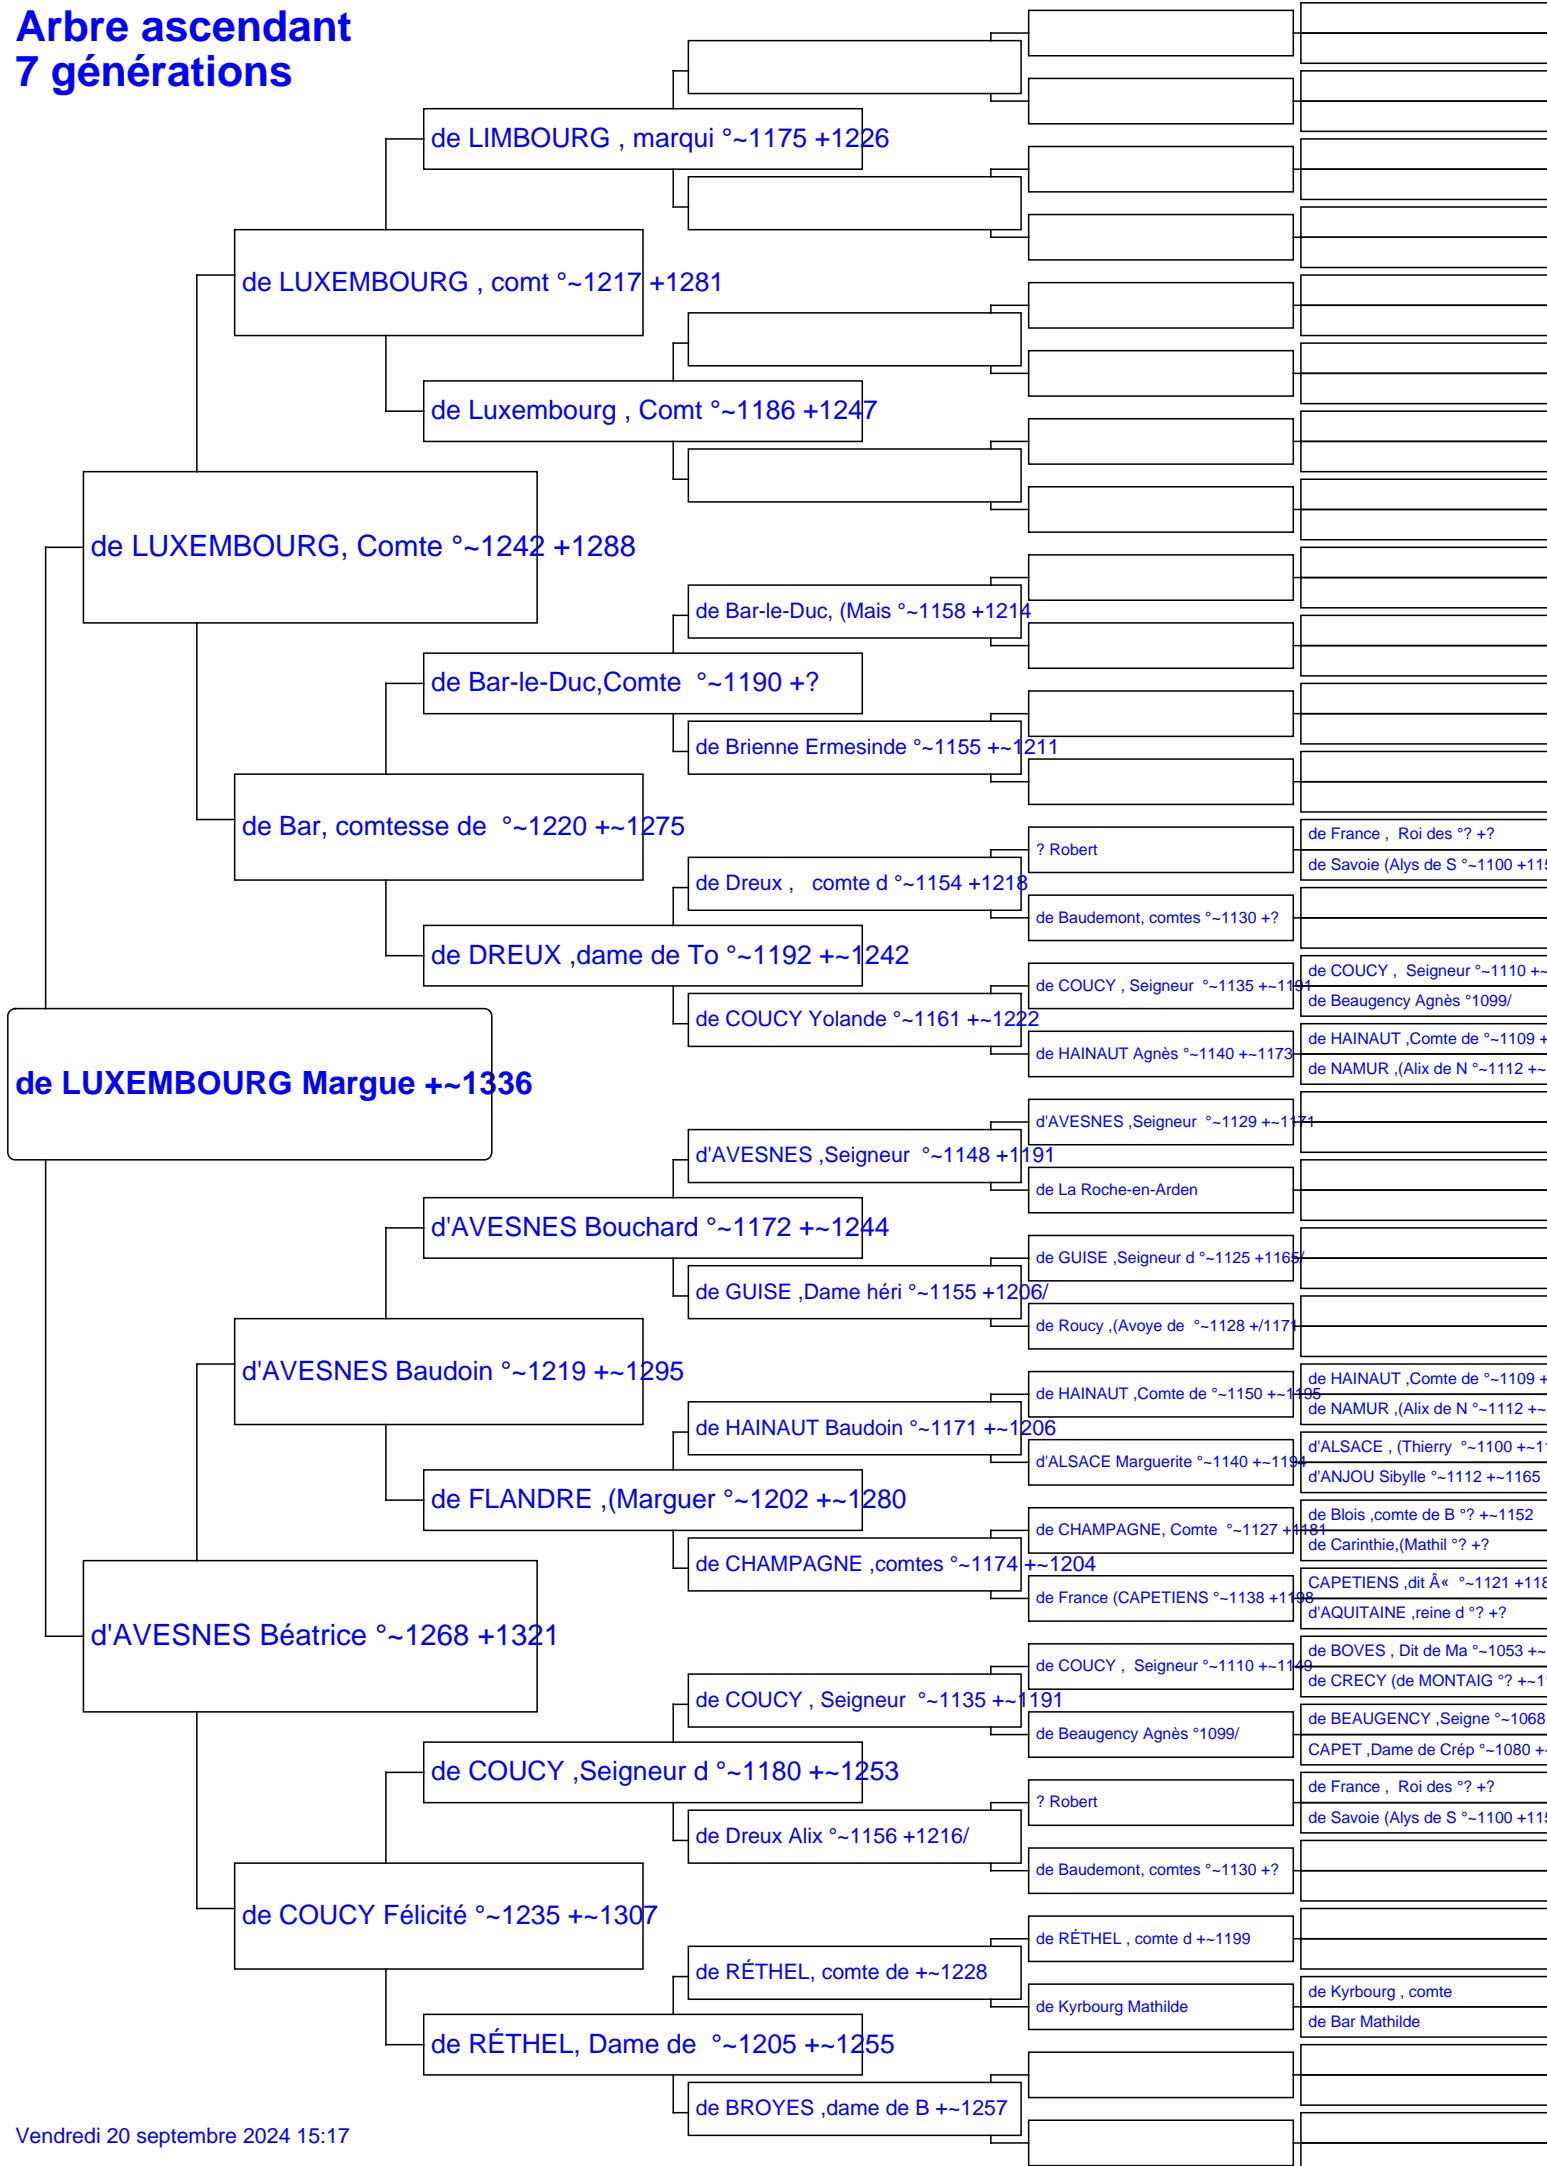 Arbre ascendant
7 générations
de LIMBOURG , marqui °~1175 +1226
de LUXEMBOURG , comt °~1217 +1281
de Luxembourg , Comt °~1186 +1247
de LUXEMBOURG, Comte °~1242 +1288
de Bar-le-Duc, (Mais °~1158 +1214
de Bar-le-Duc,Comte  °~1190 +?
de Brienne Ermesinde °~1155 +~1211
de Bar, comtesse de  °~1220 +~1275
de France ,  Roi des °? +?
? Robert
de Savoie (Alys de S °~1100 +115
de Dreux ,   comte d °~1154 +1218
de Baudemont, comtes °~1130 +?
de DREUX ,dame de To °~1192 +~1242
de COUCY ,  Seigneur °~1110 +~
de COUCY , Seigneur  °~1135 +~1191
de Beaugency Agnès °1099/
de COUCY Yolande °~1161 +~1222
de HAINAUT ,Comte de °~1109 +
de HAINAUT Agnès °~1140 +~1173
de NAMUR ,(Alix de N °~1112 +~
de LUXEMBOURG Margue +~1336
d'AVESNES ,Seigneur  °~1129 +~1171
d'AVESNES ,Seigneur  °~1148 +1191
de La Roche-en-Arden
d'AVESNES Bouchard °~1172 +~1244
de GUISE ,Seigneur d °~1125 +1165/
de GUISE ,Dame héri °~1155 +1206/
de Roucy ,(Avoye de  °~1128 +/1171
d'AVESNES Baudoin °~1219 +~1295
de HAINAUT ,Comte de °~1109 +
de HAINAUT ,Comte de °~1150 +~1195
de NAMUR ,(Alix de N °~1112 +~
de HAINAUT Baudoin °~1171 +~1206
d'ALSACE , (Thierry  °~1100 +~11
d'ALSACE Marguerite °~1140 +~1194
d'ANJOU Sibylle °~1112 +~1165
de FLANDRE ,(Marguer °~1202 +~1280
de Blois ,comte de B °? +~1152
de CHAMPAGNE, Comte  °~1127 +1181
de Carinthie,(Mathil °? +?
de CHAMPAGNE ,comtes °~1174 +~1204
CAPETIENS ,dit Â«  °~1121 +118
de France (CAPETIENS °~1138 +1198
d'AQUITAINE ,reine d °? +?
d'AVESNES Béatrice °~1268 +1321
de BOVES , Dit de Ma °~1053 +~
de COUCY ,  Seigneur °~1110 +~1149
de CRECY (de MONTAIG °? +~11
de COUCY , Seigneur  °~1135 +~1191
de BEAUGENCY ,Seigne °~1068
de Beaugency Agnès °1099/
CAPET ,Dame de Crép °~1080 +~
de COUCY ,Seigneur d °~1180 +~1253
de France ,  Roi des °? +?
? Robert
de Savoie (Alys de S °~1100 +115
de Dreux Alix °~1156 +1216/
de Baudemont, comtes °~1130 +?
de COUCY Félicité °~1235 +~1307
de RÉTHEL , comte d +~1199
de RÉTHEL, comte de +~1228
de Kyrbourg , comte
de Kyrbourg Mathilde
de Bar Mathilde
de RÉTHEL, Dame de  °~1205 +~1255
de BROYES ,dame de B +~1257
Vendredi 20 septembre 2024 15:17